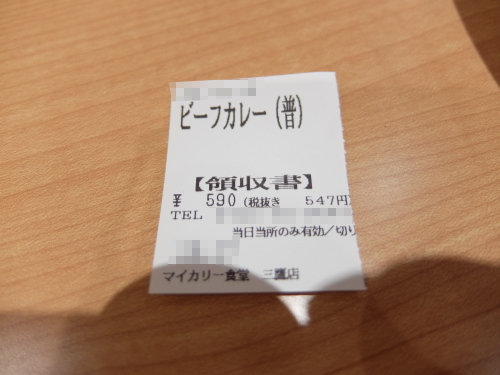 ビーフカレー(普)
【領収書】
¥ 590(税抜き 547円)
TEL
当日当所のみ有効/切り
マイカリー食堂 三鷹店